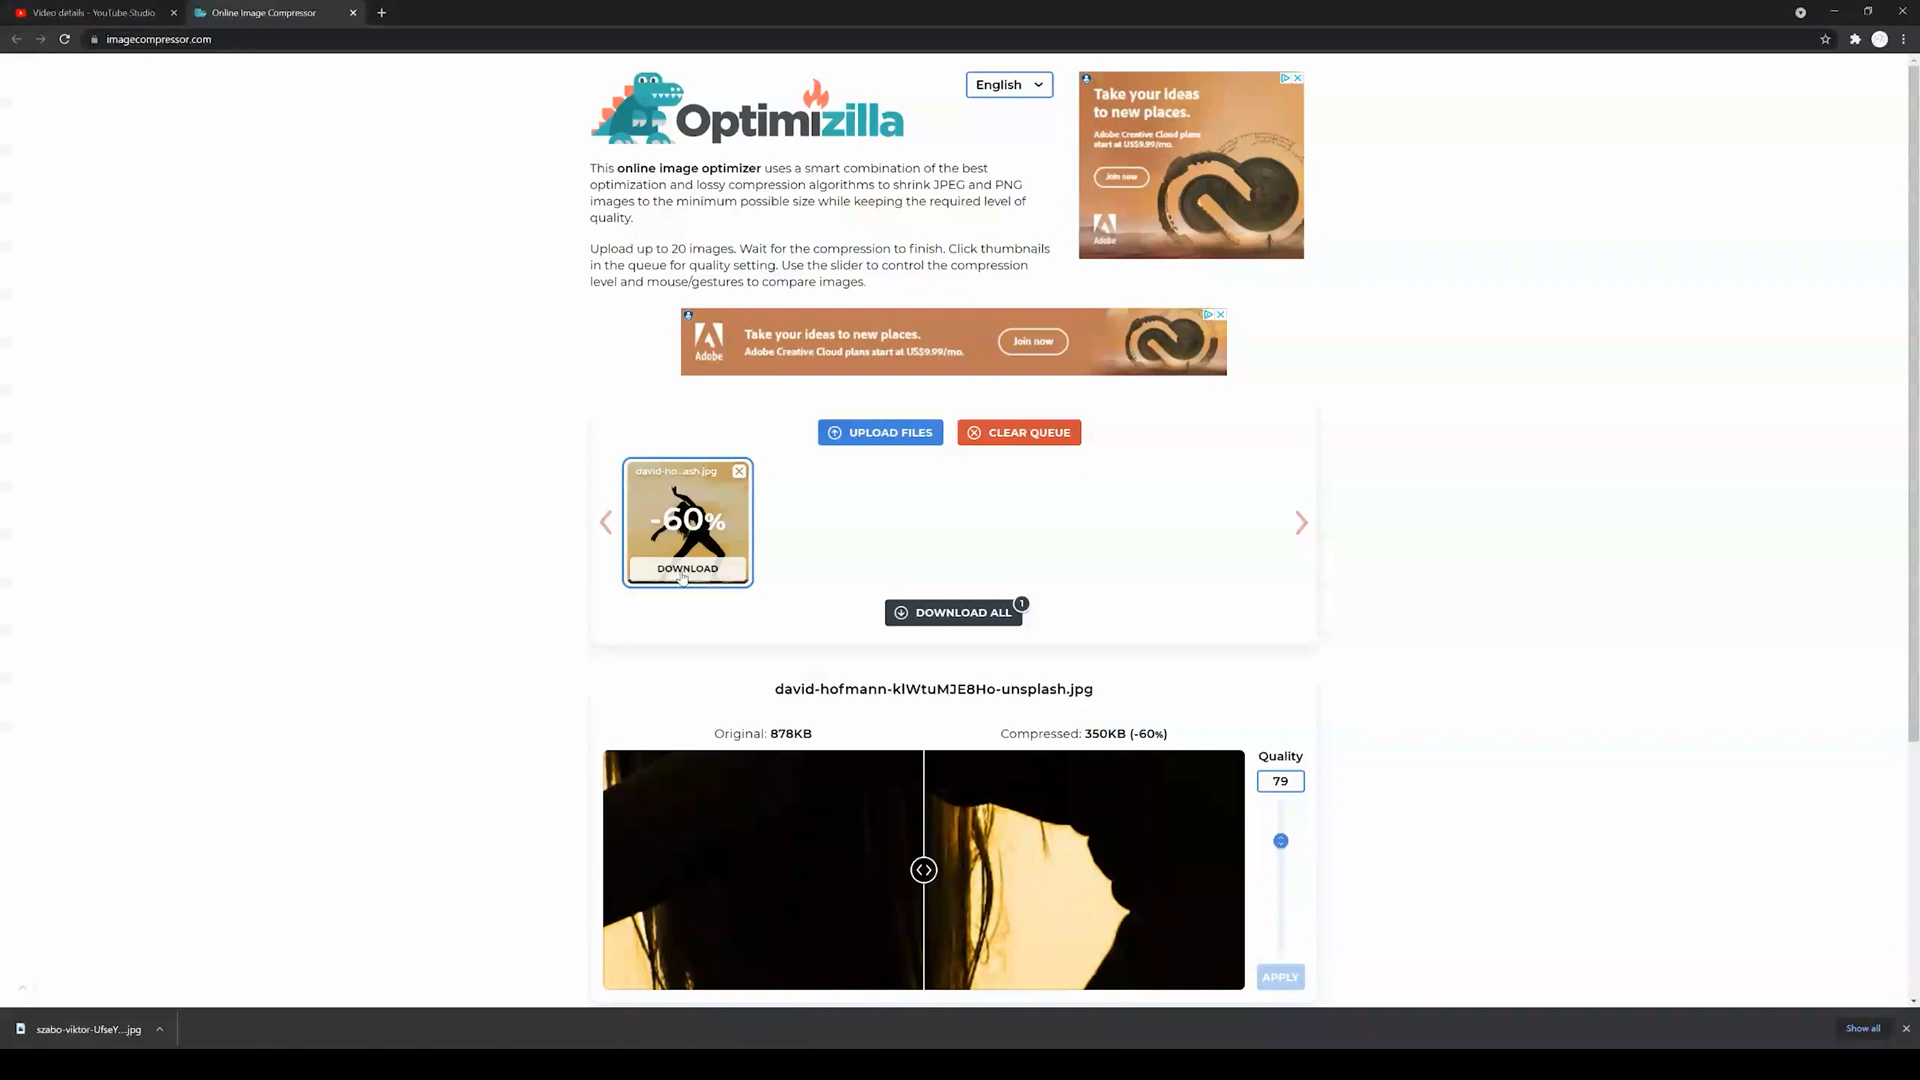 Video details - YouTube Studio
Online Image Compressor
imagecompressor.com
Optimizilla
English
This online image optimizer uses a smart combination of the best
optimization and lossy compression algorithms to shrink JPEG and PNG
images to the minimum possible size while keeping the required level of
quality.
Upload up to 20 images. Wait for the compression to finish. Click thumbnails
in the queue for quality setting. Use the slider to control the compression
level and mouse/gestures to compare images.
Take your ideas
to new places.
Adobe Creative Cloud plans
start at US$9.99/mo.
Join now
Adobe
Adobe
Take your ideas to new places.
Adobe Creative Cloud plans start at US$9.99/mo.
Join now
UPLOAD FILES
CLEAR QUEUE
david-ho...ash.jpg
-60%
DOWNLOAD
DOWNLOAD ALL
1
david-hofmann-klWtuMJE8Ho-unsplash.jpg
Original: 878KB
Compressed: 350KB (-60%)
Quality
79
APPLY
szabo-viktor-UfseY....jpg
Show all